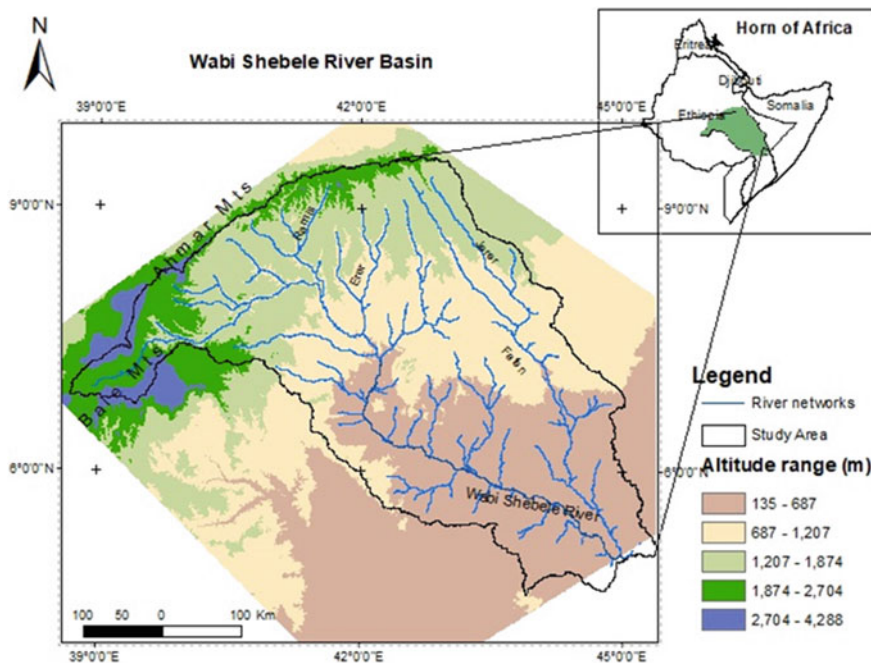 N
Wabi Shebele River Basin
Horn of Africa
Eritrea
Djibouti
Ethiopia
Somalia
39°0'0"E
42°0'0"E
45°0'0"E
9°0'0"N
9°0'0"N
Ahmar Mts
Ramis
Erer
Jerer
Bale Mts
Fafen
Legend
River networks
Study Area
6°0'0"N
6°0'0"N
Altitude range (m)
Wabi Shebele River
135 - 687
687 - 1,207
1,207 - 1,874
1,874 - 2,704
2,704 - 4,288
100 50 0 100 Km
39°0'0"E
42°0'0"E
45°0'0"E